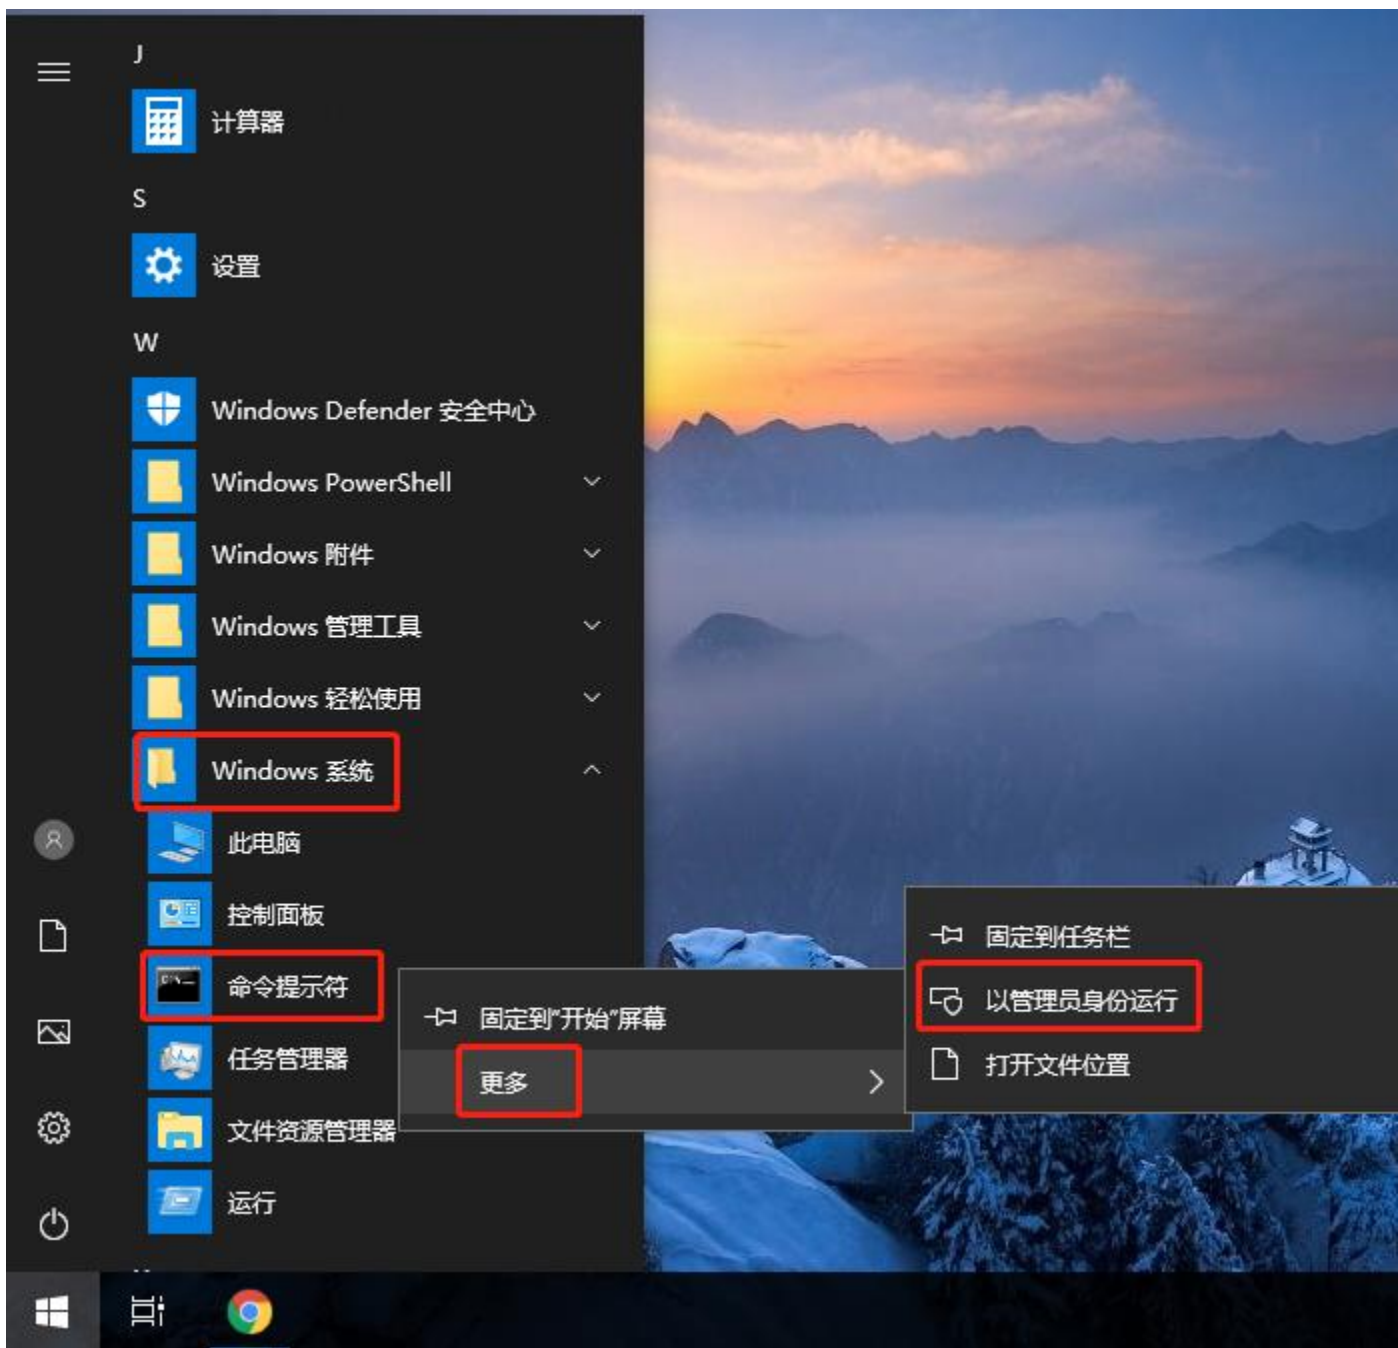 J
计算器
S
设置
W
Windows Defender 安全中心
Windows PowerShell
Windows 附件
Windows 管理工具
Windows 轻松使用
Windows 系统
此电脑
控制面板
命令提示符
任务管理器
文件资源管理器
运行
固定到"开始"屏幕
更多
固定到任务栏
以管理员身份运行
打开文件位置